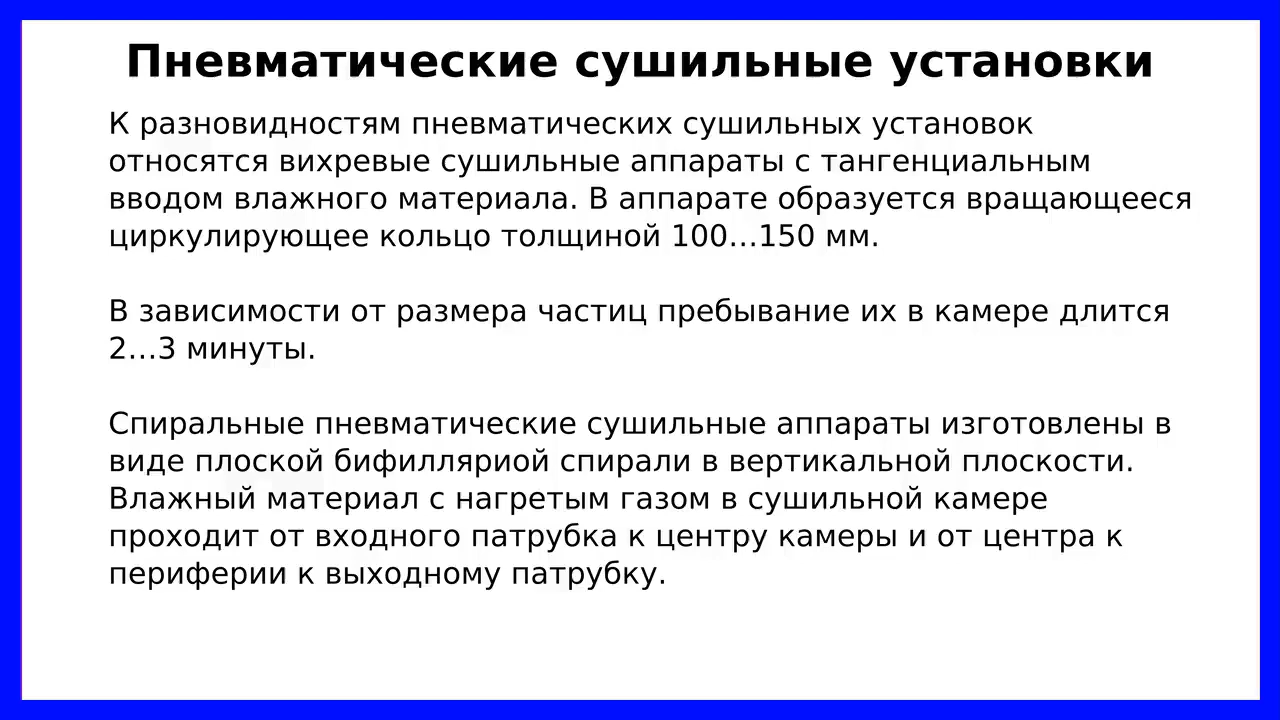 Пневматические сушильные установки
К разновидностям пневматических сушильных установок
относятся вихревые сушильные аппараты с тангенциальным
вводом влажного материала. В аппарате образуется вращающееся
циркулирующее кольцо толщиной 100…150 мм.
В зависимости от размера частиц пребывание их в камере длится
2…3 минуты.
Спиральные пневматические сушильные аппараты изготовлены в
виде плоской бифилляриой спирали в вертикальной плоскости.
Влажный материал с нагретым газом в сушильной камере
проходит от входного патрубка к центру камеры и от центра к
периферии к выходному патрубку.